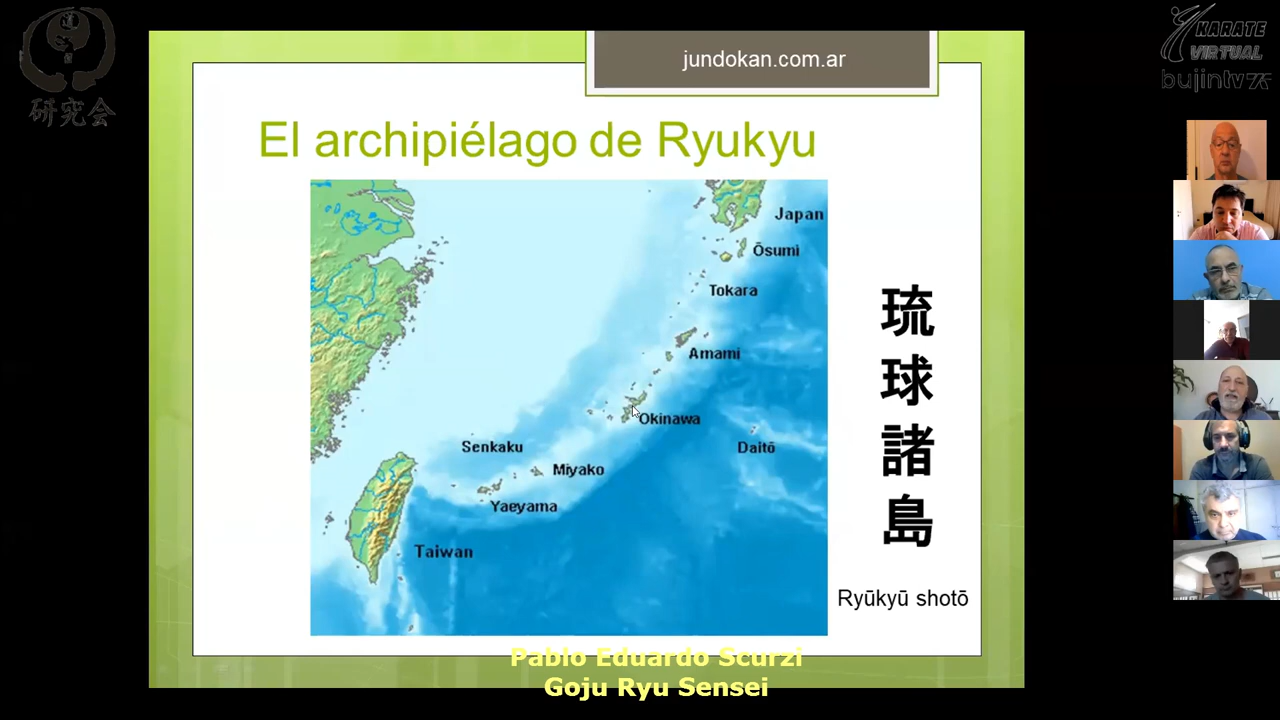 道
研究会
jundokan.com.ar
KARATE
VIRTUAL
bujintv
El archipiélago de Ryukyu
Japan
Ōsumi
Tokara
Amami
Okinawa
Daitō
Senkaku
Miyako
Yaeyama
Taiwan
琉球諸島
Ryūkyū shotō
Pablo Eduardo Scurzi
Goju Ryu Sensei